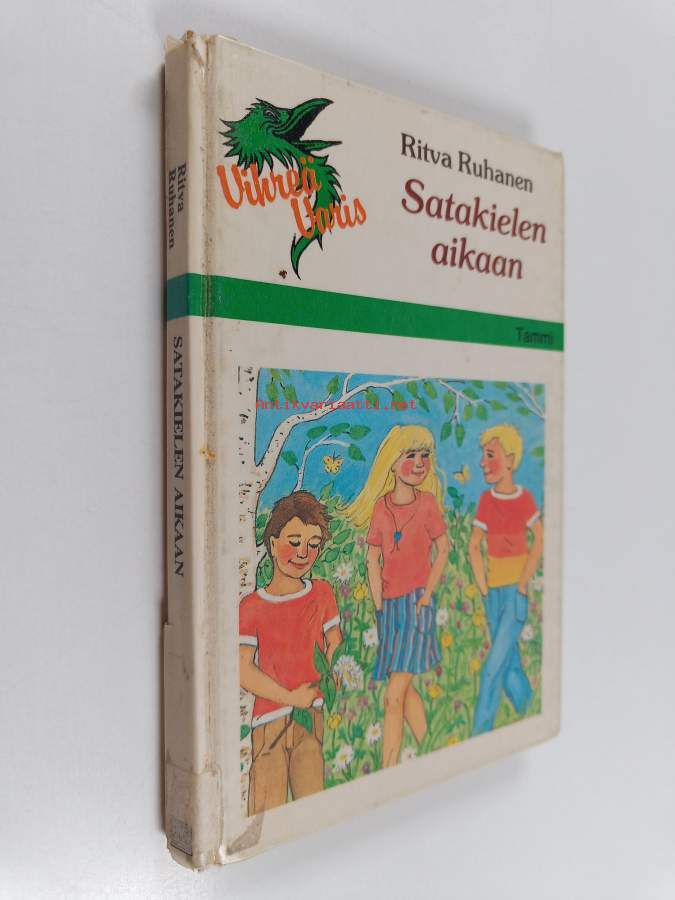 Ritva
Ruhanen
SATAKIELEN AIKAAN
Vihreä
Varis
Ritva Ruhanen
Satakielen
aikaan
Tammi
Antikvariaatti.net